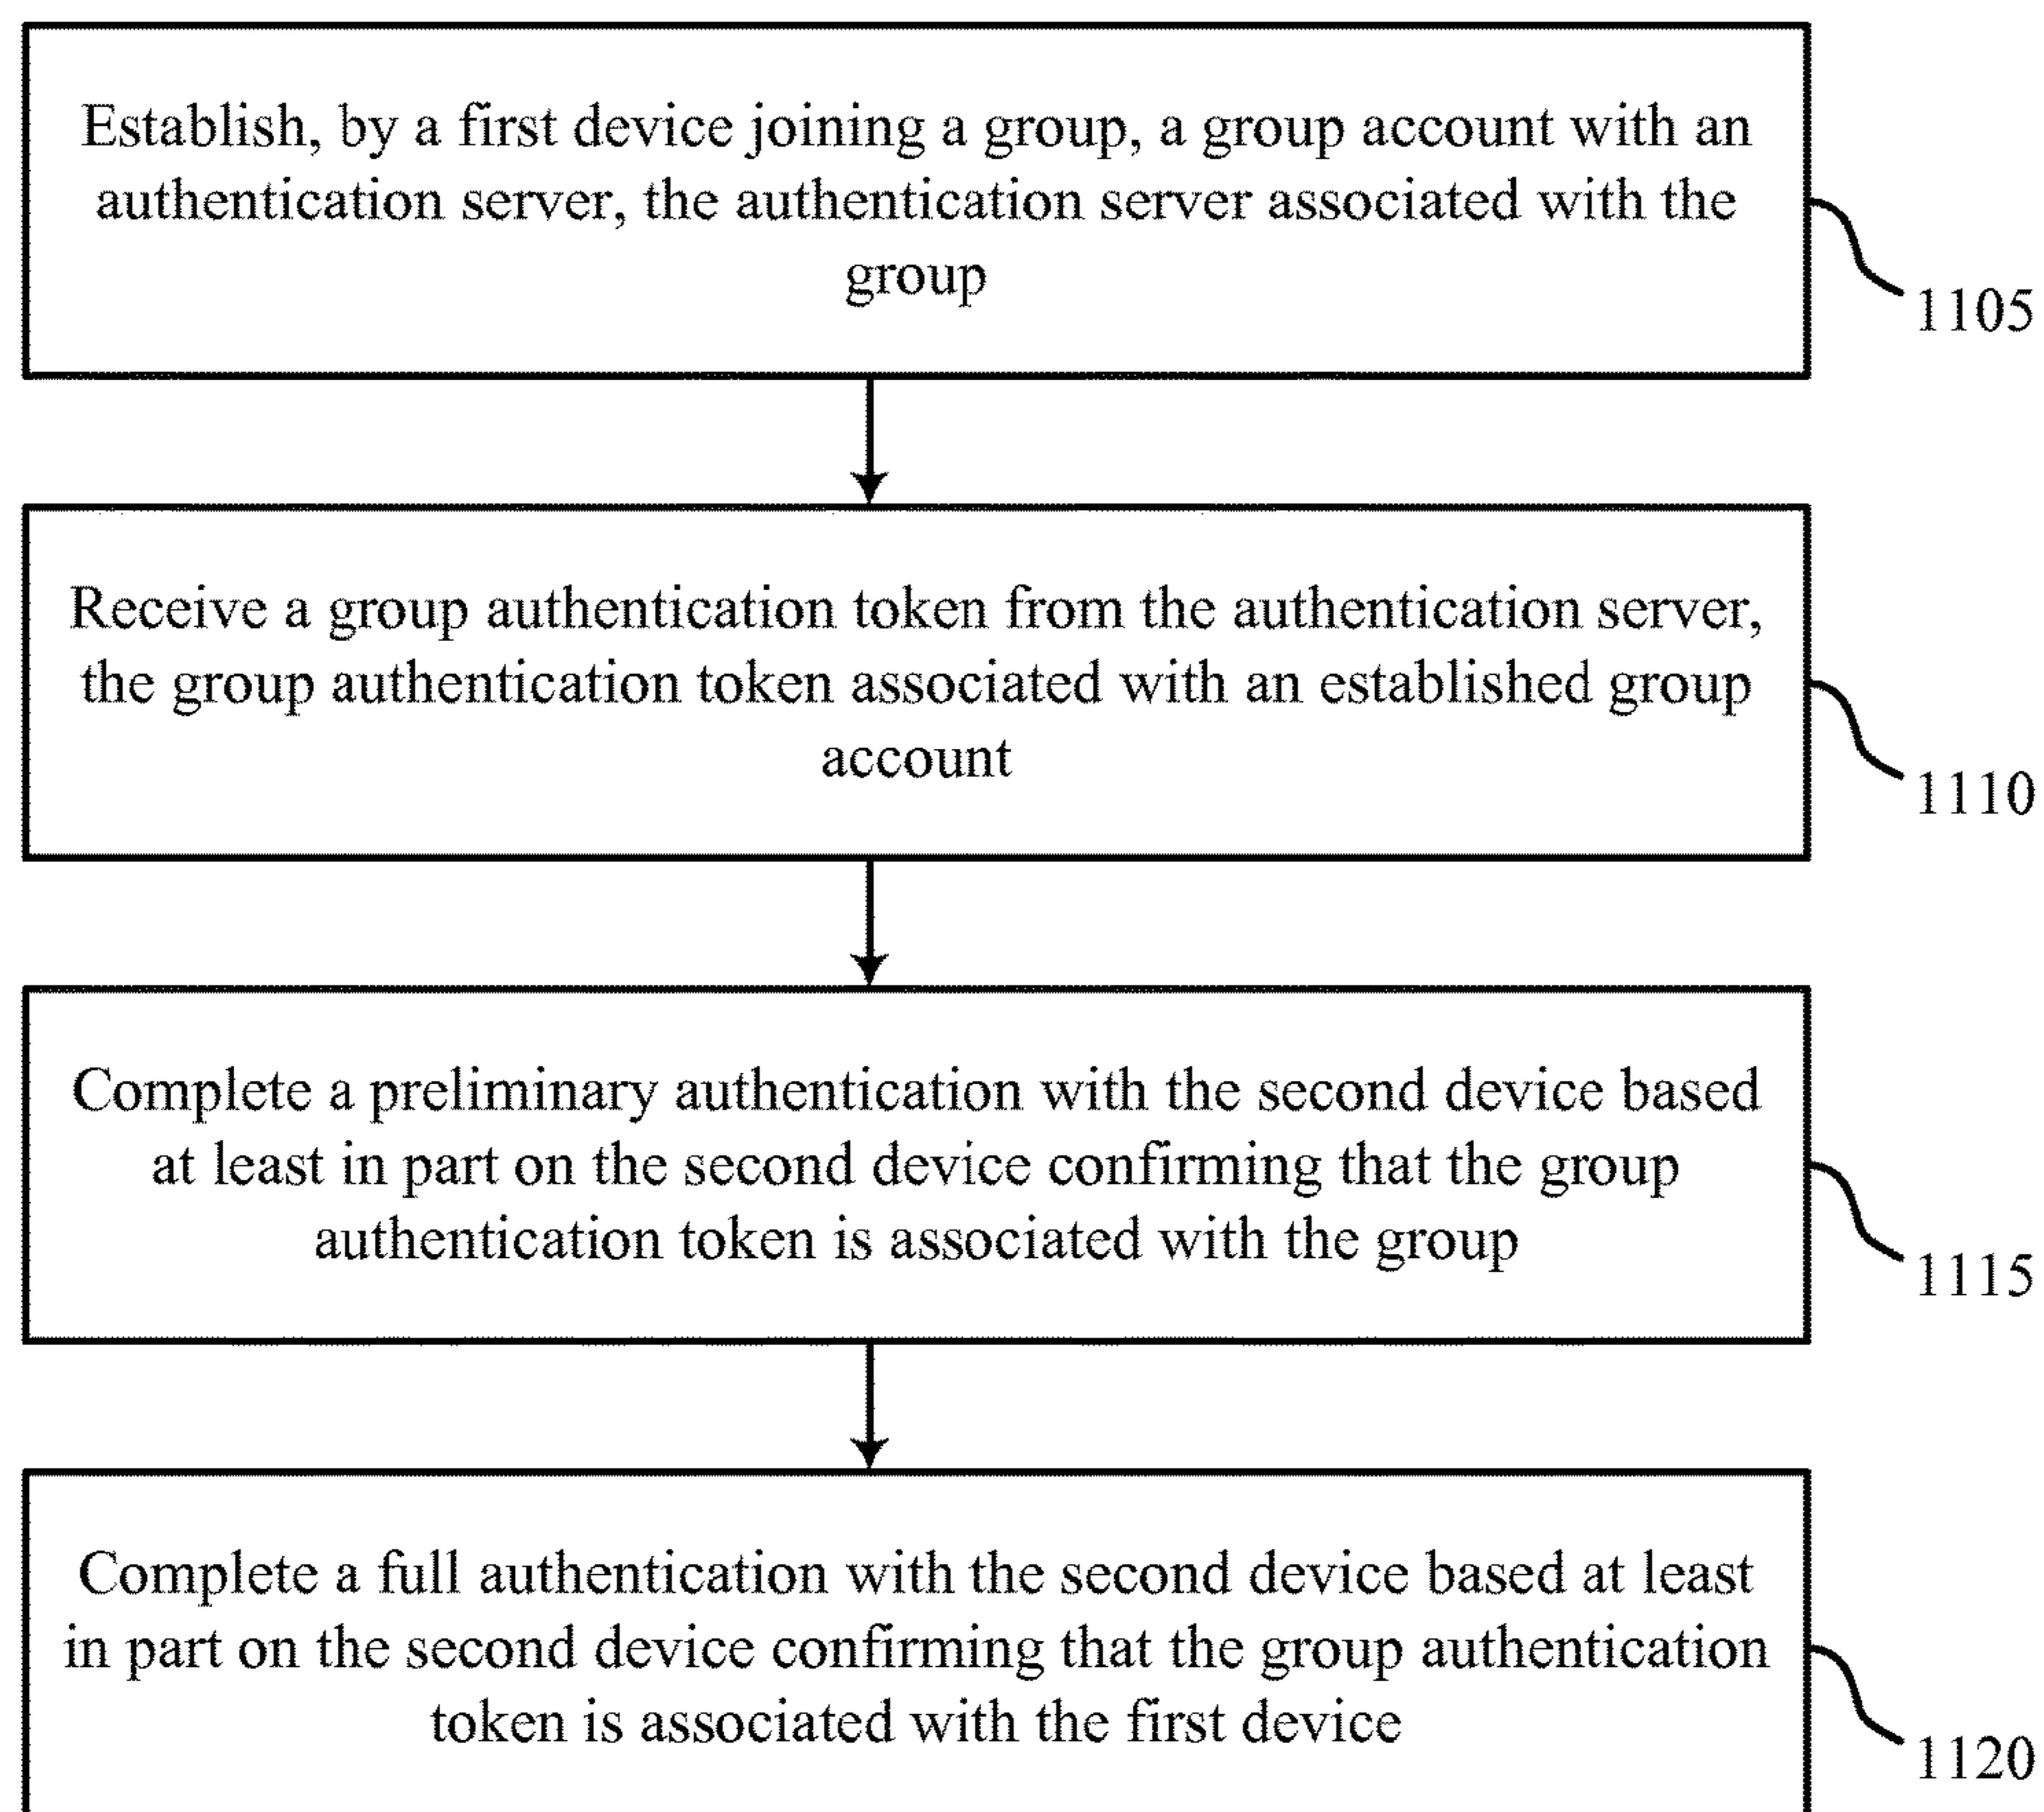 Establish, by a first device joining a group, a group account with an
authentication server, the authentication server associated with the
group
1105
Receive a group authentication token from the authentication server,
the group authentication token associated with an established group
account
1110
Complete a preliminary authentication with the second device based
at least in part on the second device confirming that the group
authentication token is associated with the group
1115
Complete a full authentication with the second device based at least
in part on the second device confirming that the group authentication
token is associated with the first device
1120